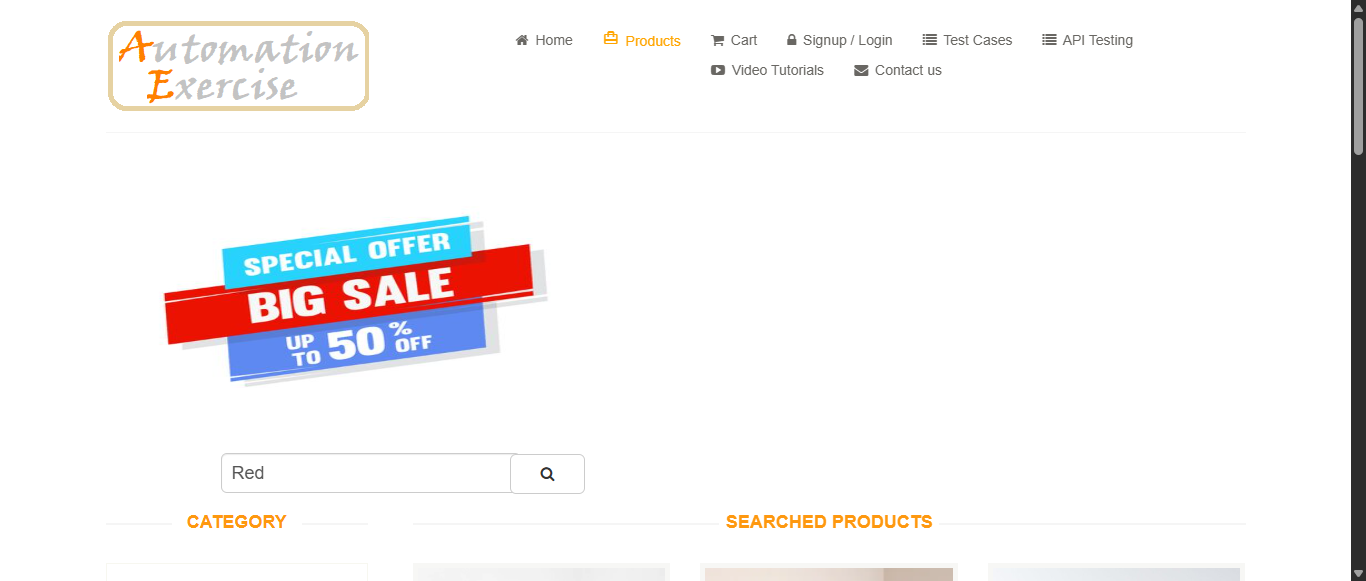 Automation
Exercise
Home
Products
Cart
Signup / Login
Test Cases
API Testing
Video Tutorials
Contact us
SPECIAL OFFER
BIG SALE
UP TO 50% OFF
Red
CATEGORY
SEARCHED PRODUCTS